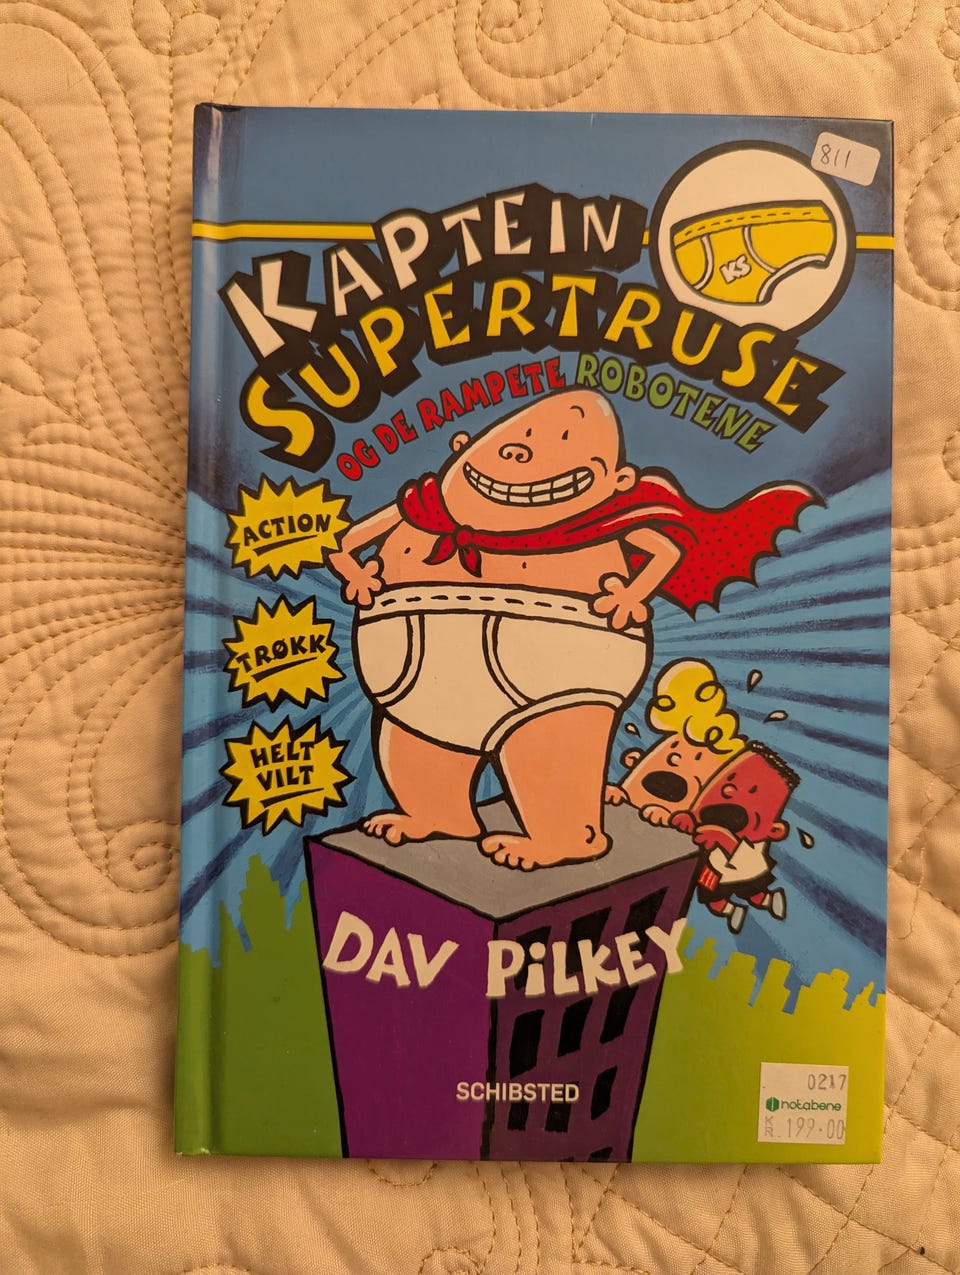 811
KAPTEIN
SUPERTRUSE
KS
OG DE RAMPETE ROBOTENE
ACTION
TRØKK
HELT
VILT
DAV PiLKEY
SCHIBSTED
0217
notabene
KR. 199.00